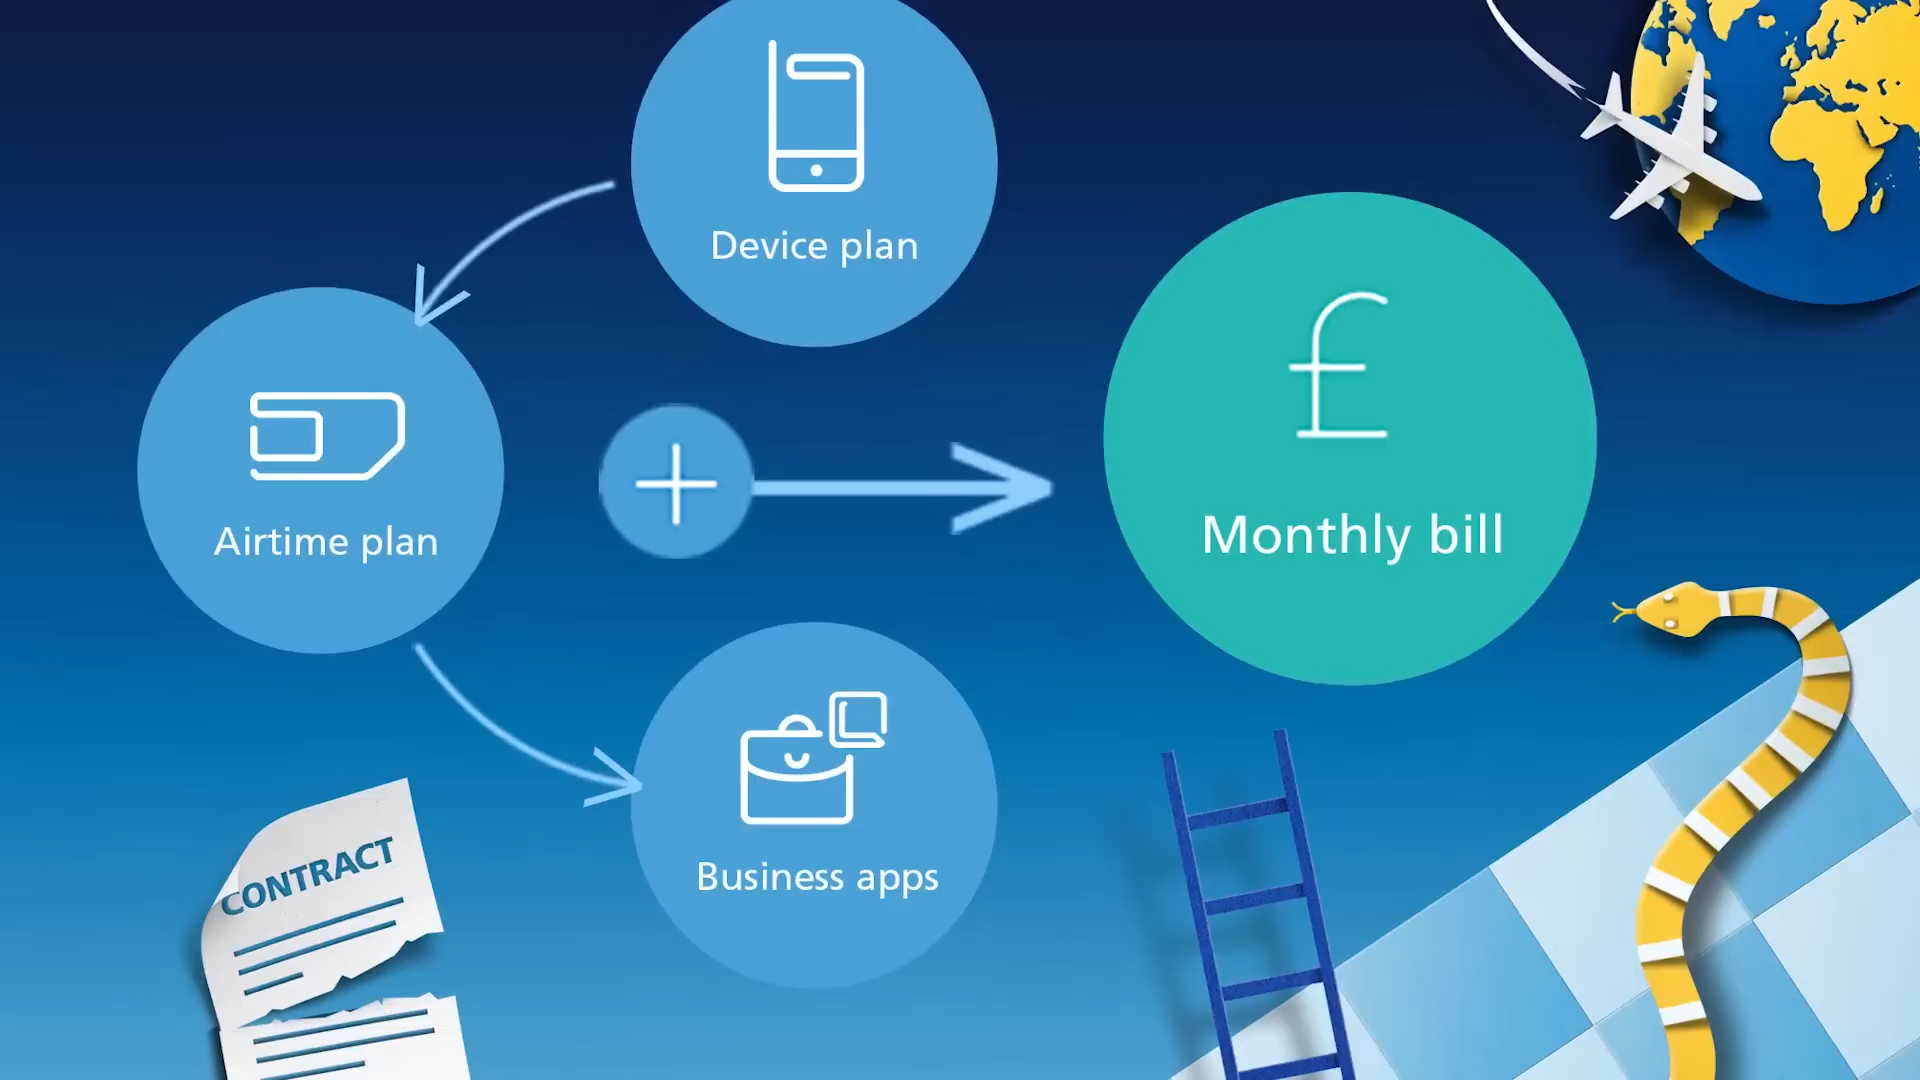 Device plan
Airtime plan
+
£
Monthly bill
Business apps
CONTRACT